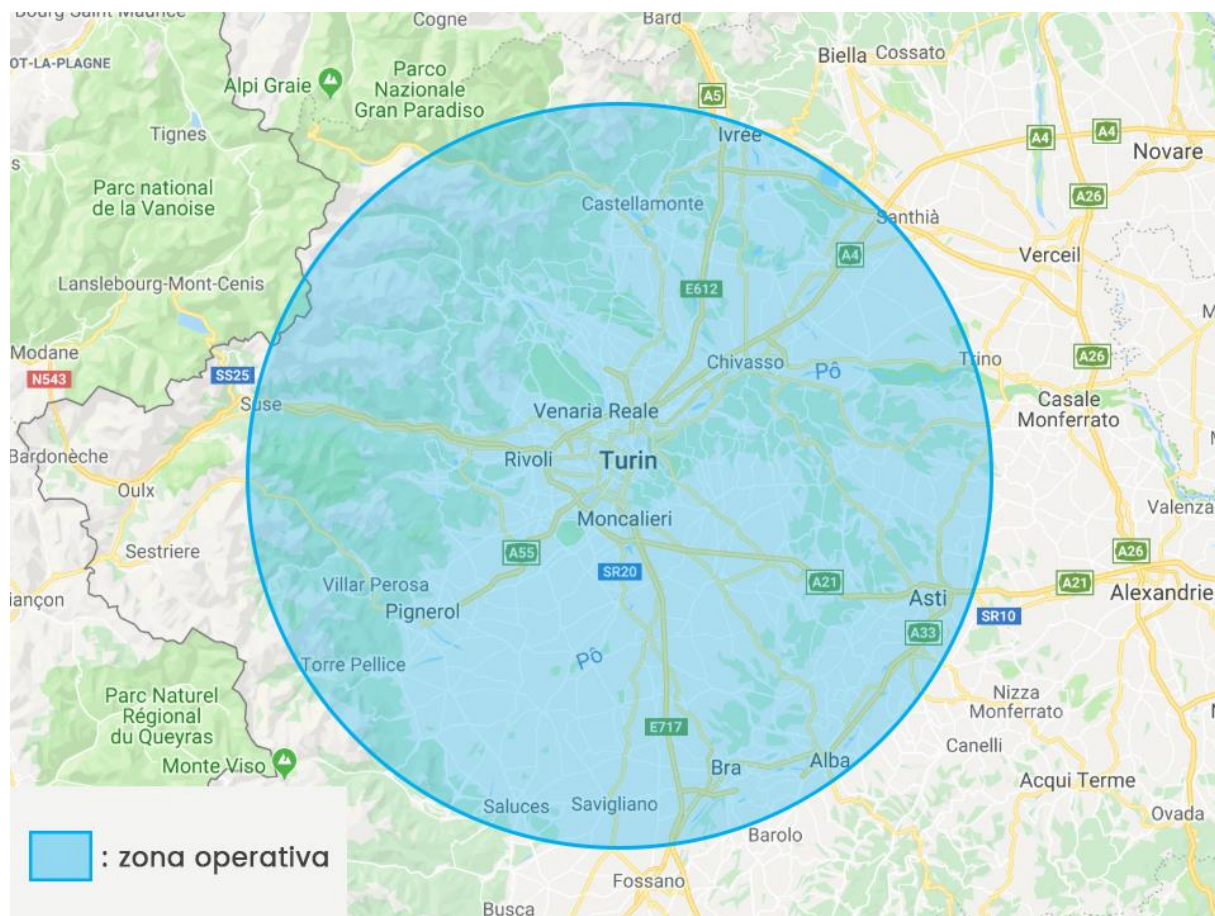 Bourg Saint Maurice
Cogne
Bard
Biella
Cossato
OT-LA-PLAGNE
Alpi Graie
Parco
Nazionale
Gran Paradiso
A5
Tignes
Ivrée
A4
A4
Novare
Parc national
de la Vanoise
Castellamonte
Santhià
A26
A4
Verceil
Lanslebourg-Mont-Cenis
E612
Modane
N543
SS25
Chivasso
Pô
Trino
A26
Suse
Venaria Reale
Casale
Monferrato
Bardonèche
Rivoli
Turin
Oulx
Moncalieri
Valenza
Sestriere
A55
SR20
A26
Villar Perosa
A21
A21
iançon
Pignerol
Asti
SR10
Alexandrie
A33
Torre Pellice
Pô
Parc Naturel
Régional
du Queyras
Nizza
Monferrato
E717
Canelli
Monte Viso
Bra
Alba
Acqui Terme
Saluces
Savigliano
Barolo
Ovada
: zona operativa
Fossano
Busca